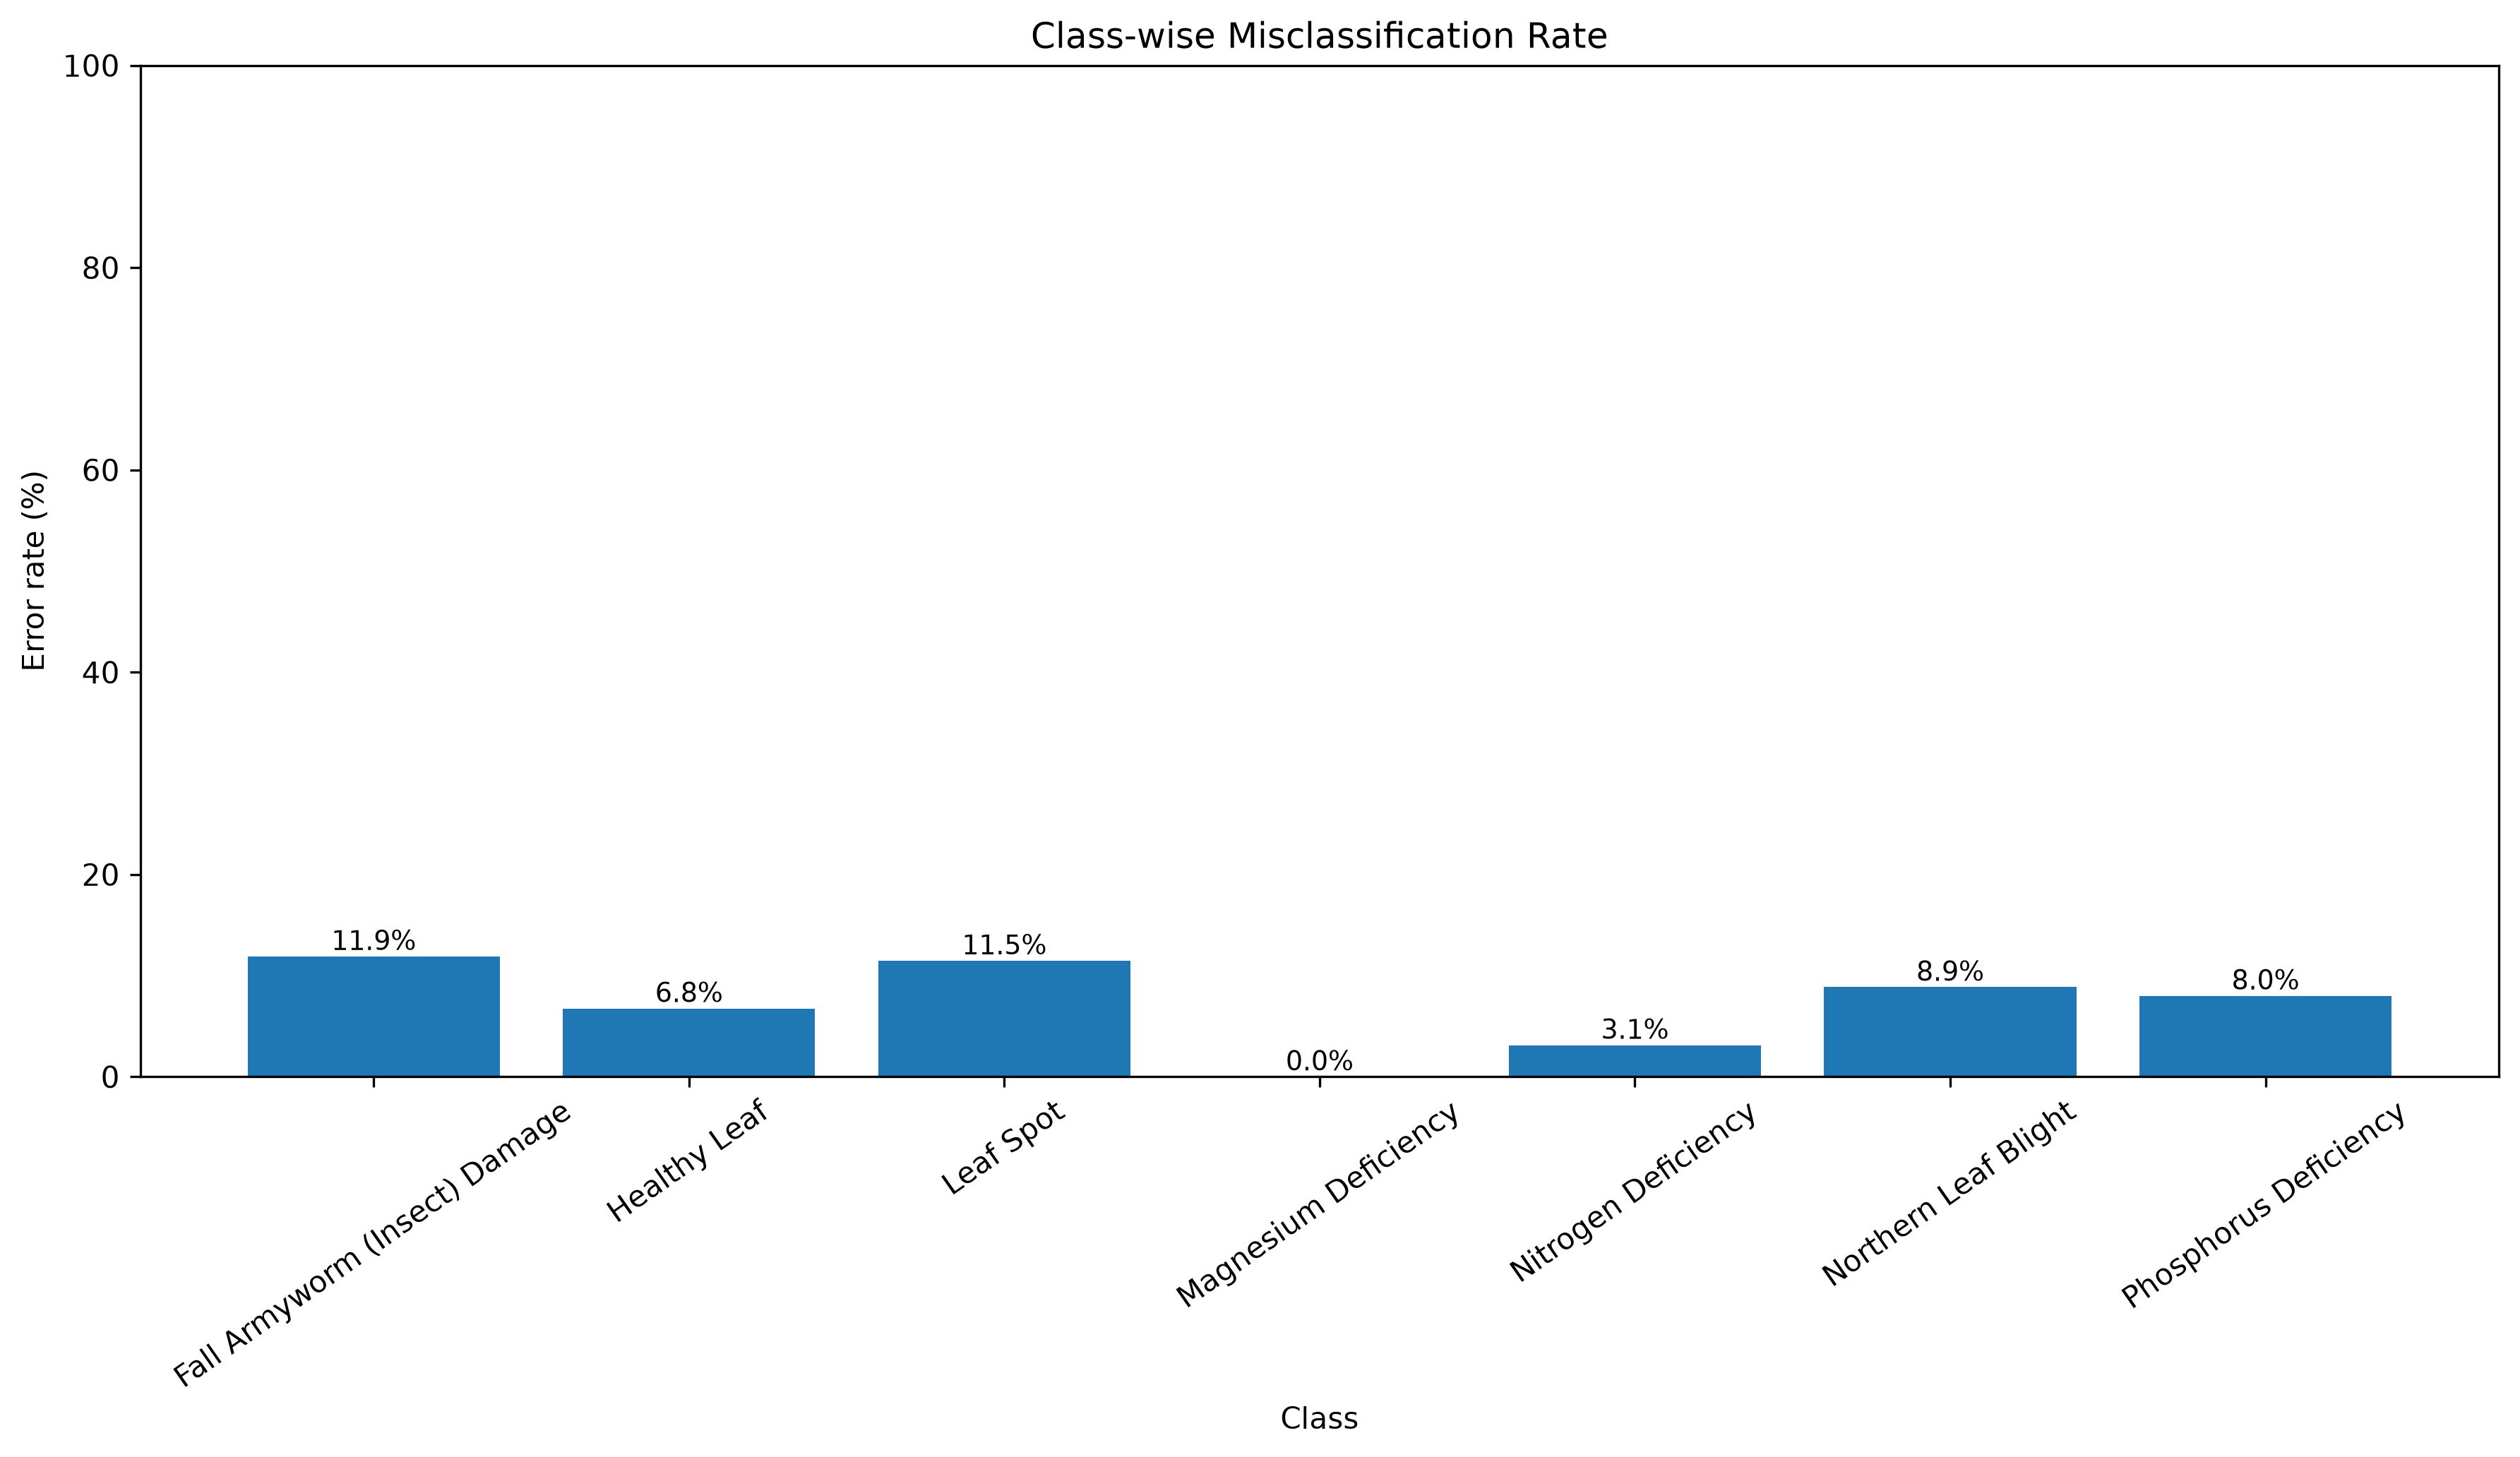 Class-wise Misclassification Rate
100
80
60
40
20
0
Error rate (%)
11.9%
6.8%
11.5%
0.0%
3.1%
8.9%
8.0%
Fall Armyworm (Insect) Damage
Healthy Leaf
Leaf Spot
Magnesium Deficiency
Nitrogen Deficiency
Northern Leaf Blight
Phosphorus Deficiency
Class